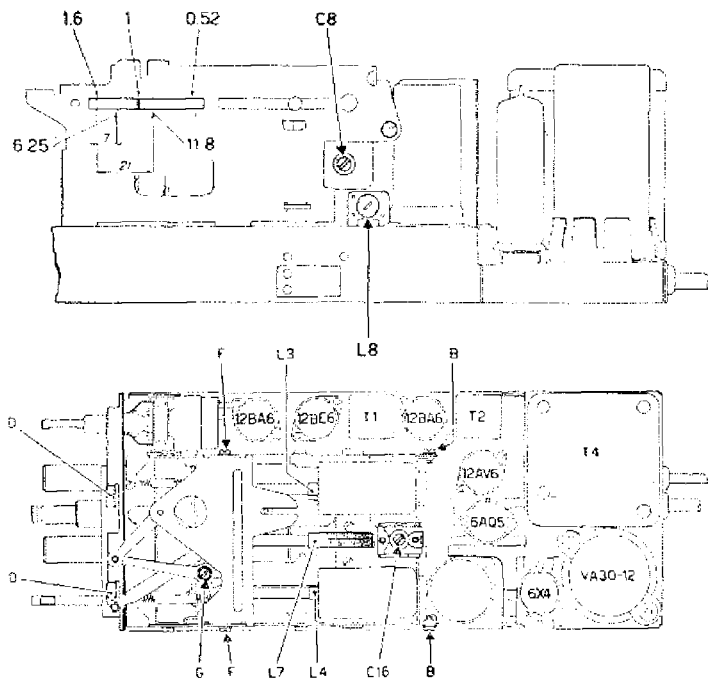 1.6 1 0.52 C8
6.25 7 11.8
21
L8
F L3 B
D 12BA6 12BE6 T1 12BA6 T2
12AV6 T4
6AQ5
D 6X4 VA30-12
G F L7 L4 C16 B